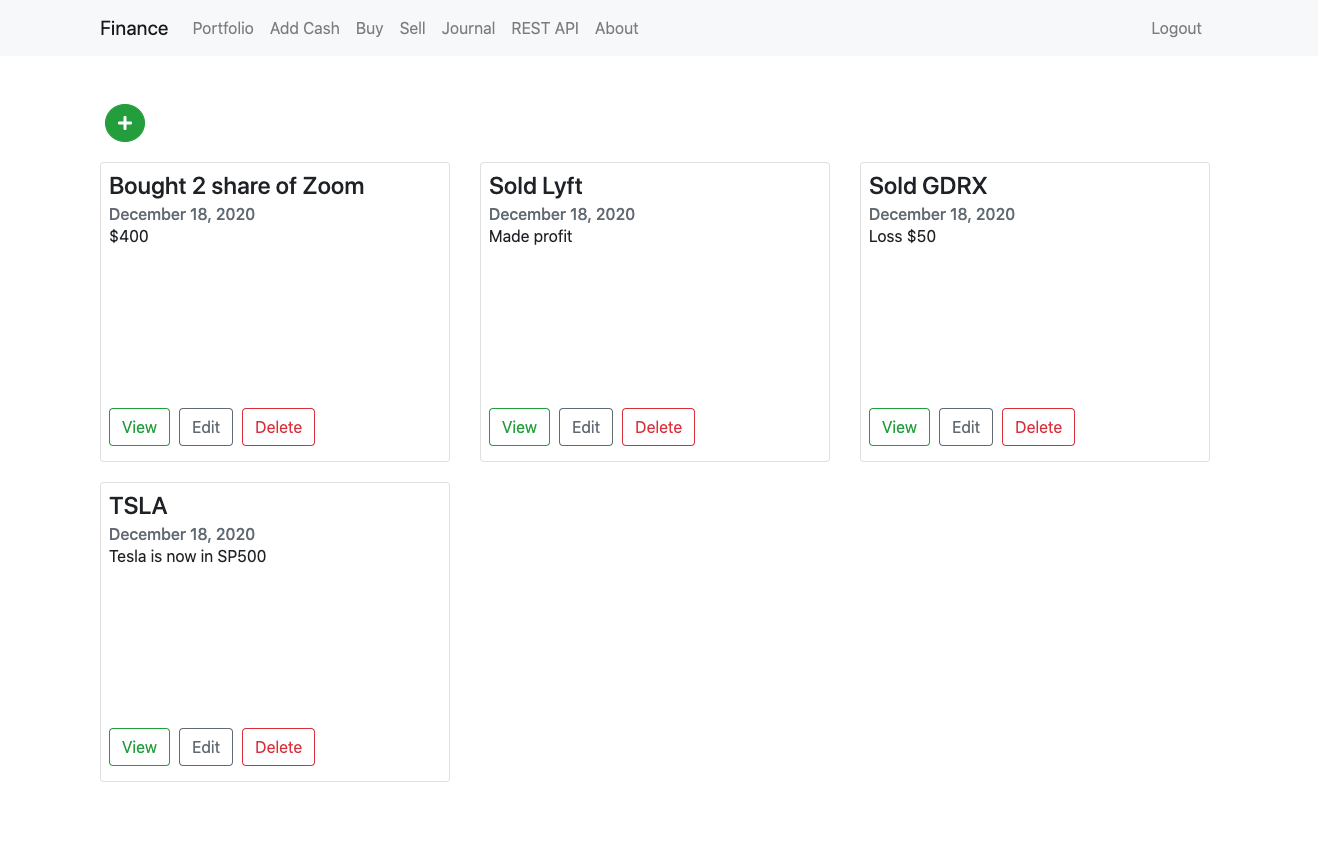 Finance Portfolio Add Cash Buy Sell Journal REST API About Logout
+
Bought 2 share of Zoom
December 18, 2020
$400
View Edit Delete
Sold Lyft
December 18, 2020
Made profit
View Edit Delete
Sold GDRX
December 18, 2020
Loss $50
View Edit Delete
TSLA
December 18, 2020
Tesla is now in SP500
View Edit Delete